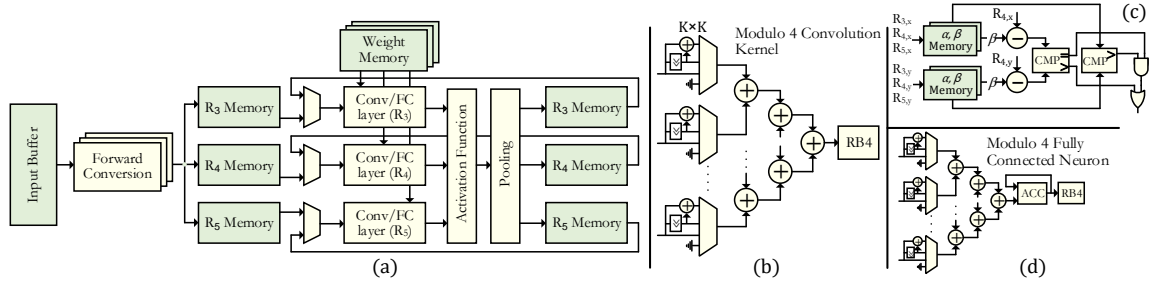 Input Buffer
Forward
Conversion
R3 Memory
R4 Memory
R5 Memory
Weight
Memory
Conv/FC
layer (R3)
Conv/FC
layer (R4)
Conv/FC
layer (R5)
Activation Function
Pooling
R3 Memory
R4 Memory
R5 Memory
(a)
K×K
Modulo 4 Convolution
Kernel
<<
<<
<<
RB4
(b)
R3,x
R4,x
R5,x
α, β
Memory
β
R4,x
R3,y
R4,y
R5,y
α, β
Memory
β
R4,y
CMP
CMP
(c)
Modulo 4 Fully
Connected Neuron
<<
<<
<<
ACC
RB4
(d)